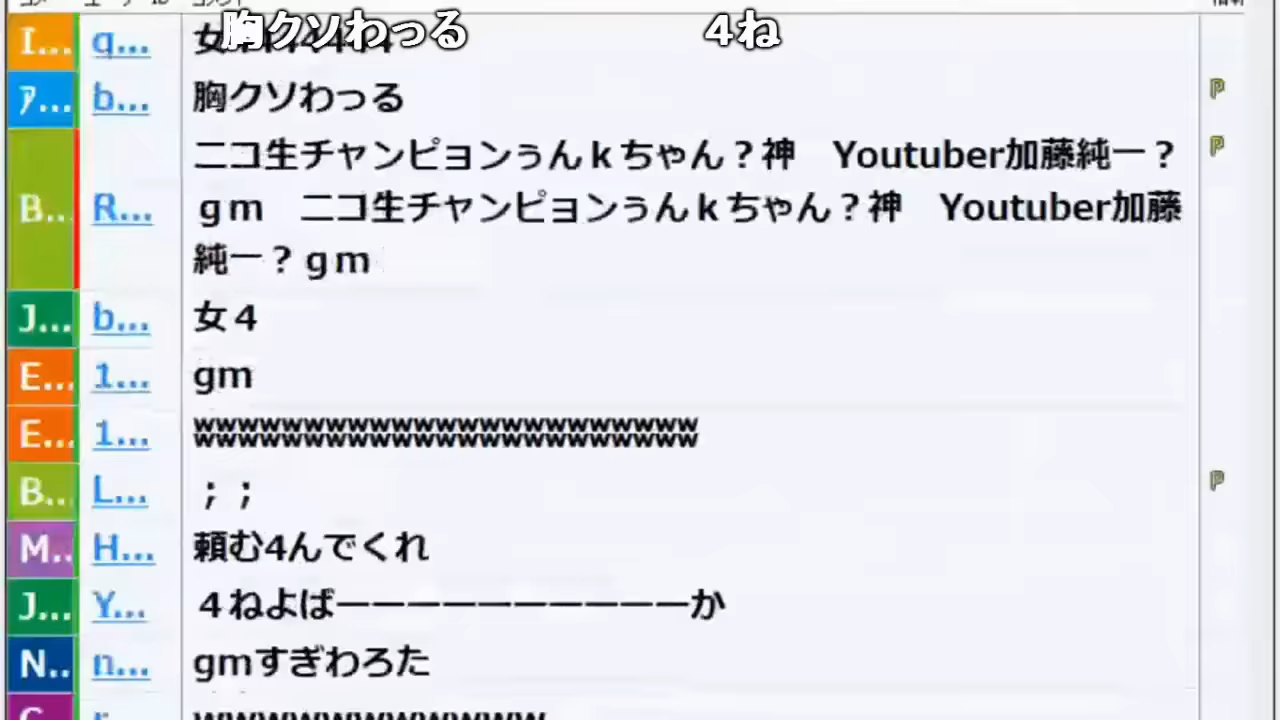 胸クソわっる
４ね
I...
q...
女
ｱ...
b...
胸クソわっる
P
B...
R...
ニコ生チャンピョンぅんｋちゃん？神　Youtuber加藤純一？
ｇｍ　ニコ生チャンピョンぅんｋちゃん？神　Youtuber加藤
純一？ｇｍ
P
J...
b...
女４
E...
1...
gm
E...
1...
wwwwwwwwwwwwwwwwwwwwwww
wwwwwwwwwwwwwwwwwwwwwww
B...
L...
；；
P
M..
H...
頼む4んでくれ
J...
Y...
４ねよばーーーーーーーーーーか
N..
n...
gmすぎわろた